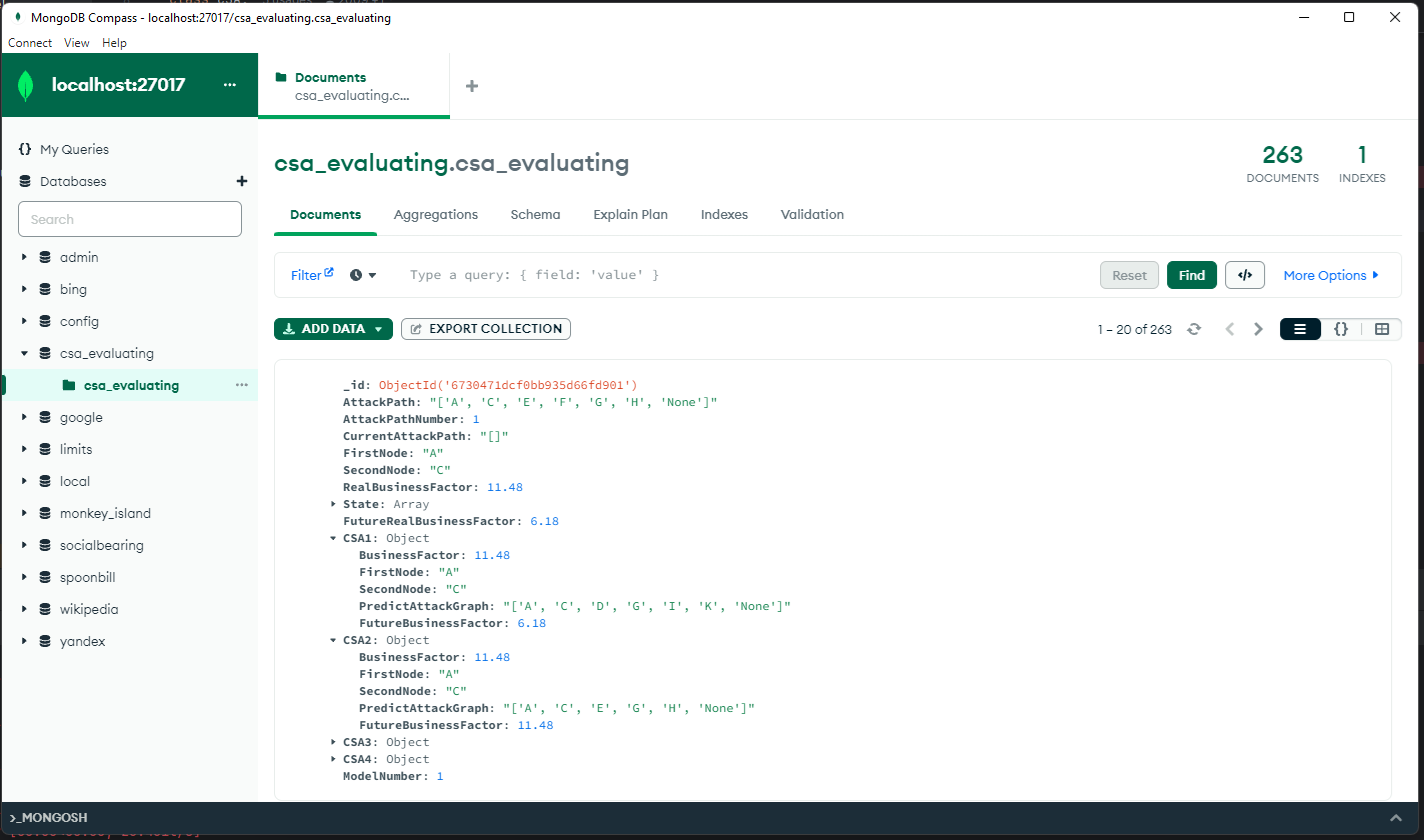 MongoDB Compass - localhost:27017/csa_evaluating.csa_evaluating
Connect View Help
localhost:27017
Documents
csa_evaluating.c...
My Queries
Databases
Search
admin
bing
config
csa_evaluating
csa_evaluating
google
limits
local
monkey_island
socialbearing
spoonbill
wikipedia
yandex
csa_evaluating.csa_evaluating
263
DOCUMENTS
1
INDEXES
Documents Aggregations Schema Explain Plan Indexes Validation
Filter Type a query: { field: 'value' } Reset Find </> More Options
ADD DATA EXPORT COLLECTION 1 – 20 of 263 {}
_id: ObjectId('6730471dcf0bb935d66fd901')
AttackPath: "['A', 'C', 'E', 'F', 'G', 'H', 'None']"
AttackPathNumber: 1
CurrentAttackPath: "[]"
FirstNode: "A"
SecondNode: "C"
RealBusinessFactor: 11.48
State: Array
FutureRealBusinessFactor: 6.18
CSA1: Object
BusinessFactor: 11.48
FirstNode: "A"
SecondNode: "C"
PredictAttackGraph: "['A', 'C', 'D', 'G', 'I', 'K', 'None']"
FutureBusinessFactor: 6.18
CSA2: Object
BusinessFactor: 11.48
FirstNode: "A"
SecondNode: "C"
PredictAttackGraph: "['A', 'C', 'E', 'G', 'H', 'None']"
FutureBusinessFactor: 11.48
CSA3: Object
CSA4: Object
ModelNumber: 1
>_MONGOSH